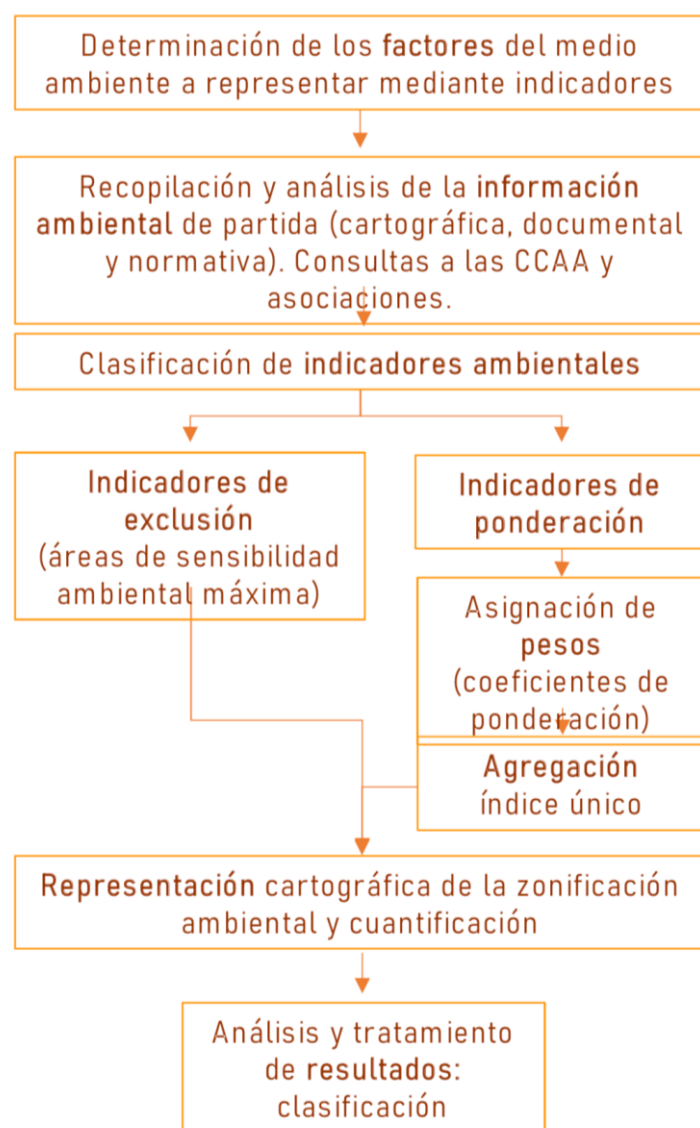 Determinación de los factores del medio
ambiente a representar mediante indicadores
Recopilación y análisis de la información
ambiental de partida (cartográfica, documental
y normativa). Consultas a las CCAA y
asociaciones.
Clasificación de indicadores ambientales
Indicadores de
exclusión
(áreas de sensibilidad
ambiental máxima)
Indicadores de
ponderación
Asignación de
pesos
(coeficientes de
ponderación)
Agregación
índice único
Representación cartográfica de la zonificación
ambiental y cuantificación
Análisis y tratamiento
de resultados:
clasificación